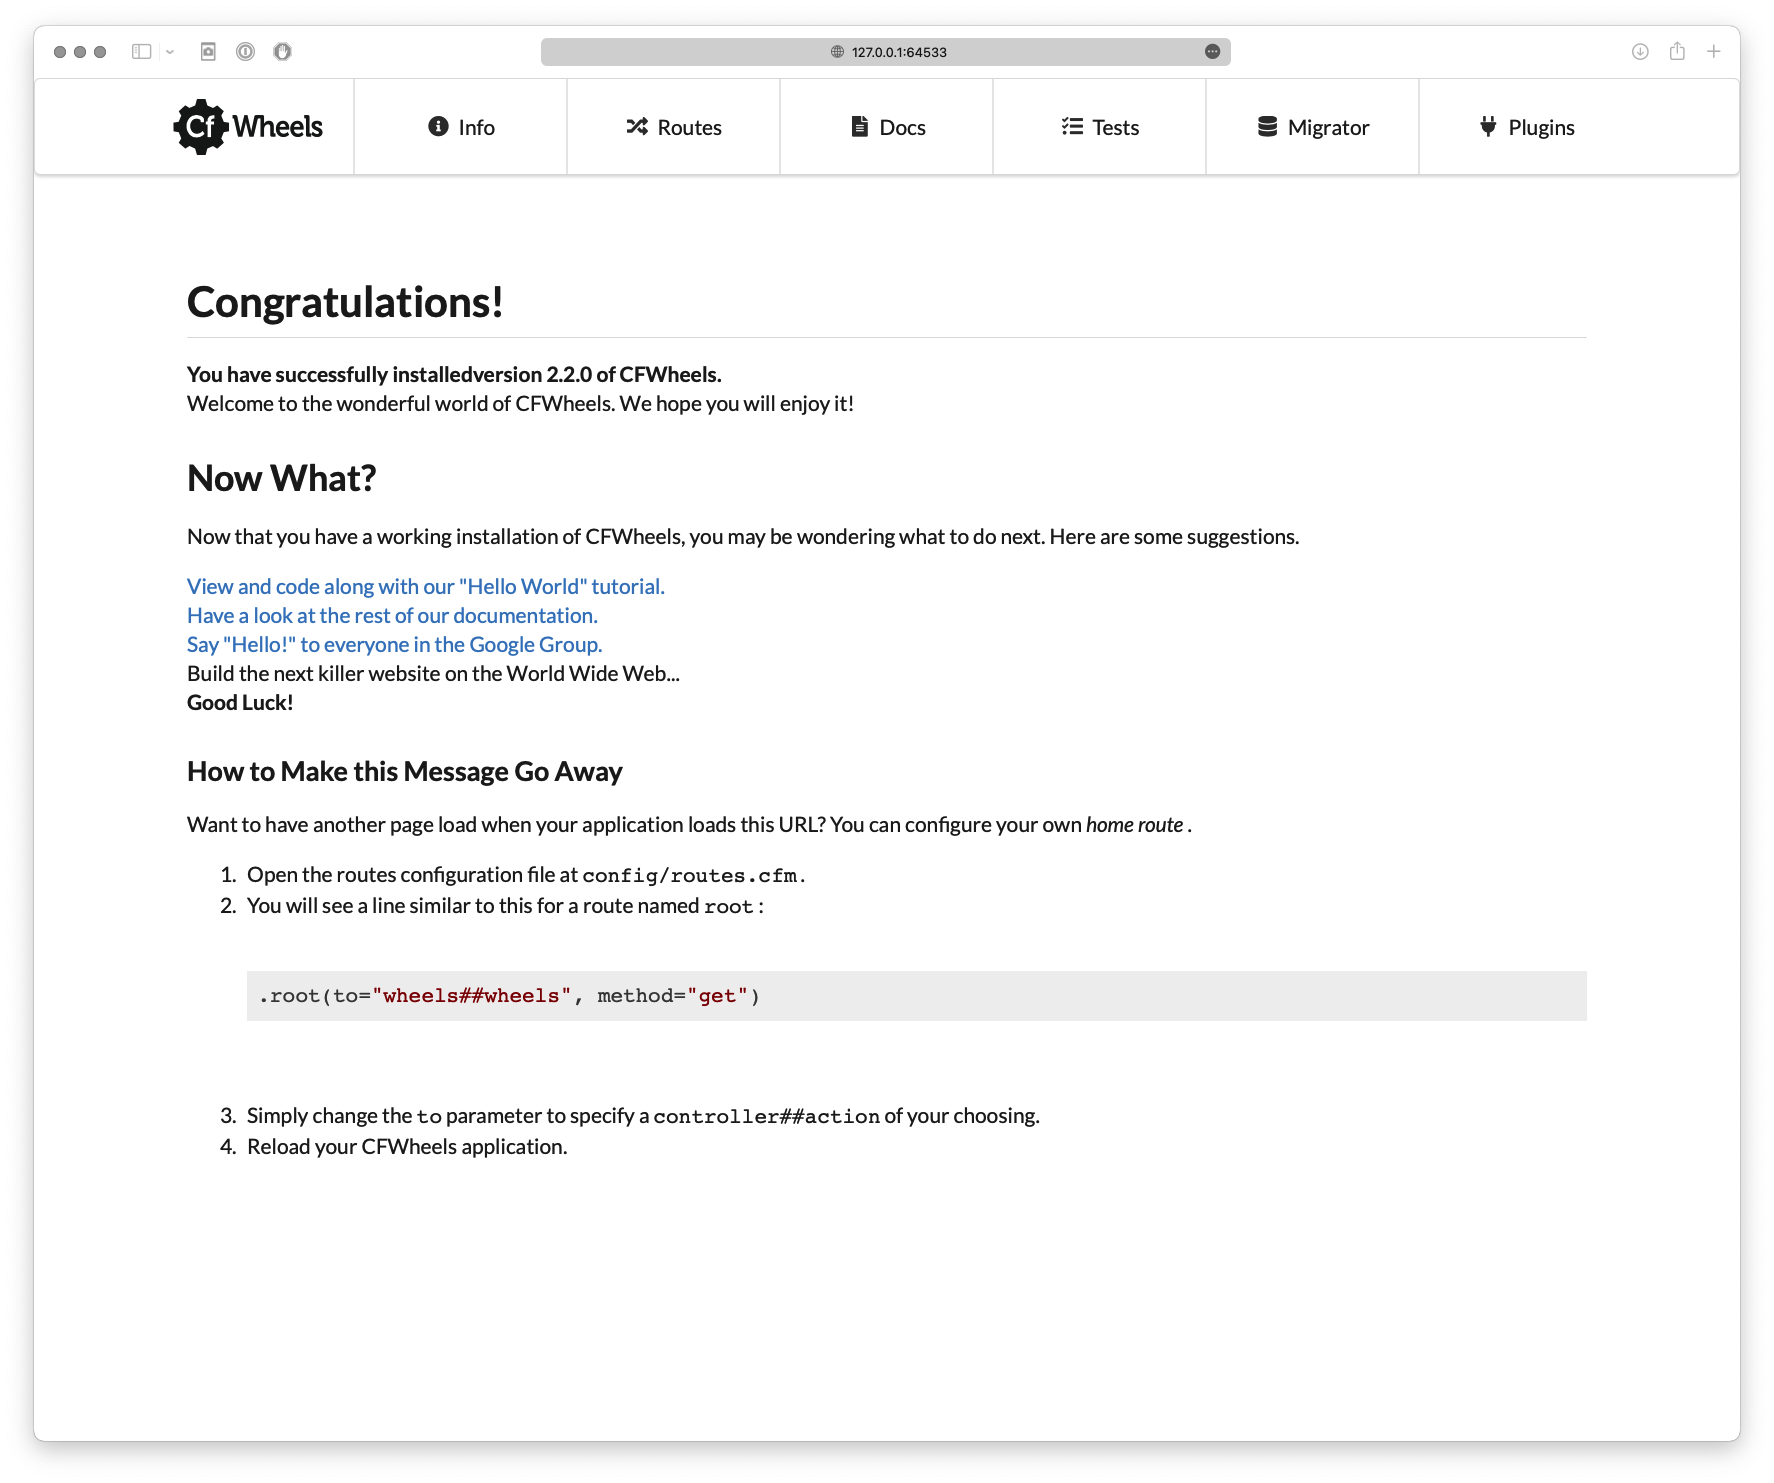 127.0.0.1:64533
Cf Wheels
Info
Routes
Docs
Tests
Migrator
Plugins
Congratulations!
You have successfully installedversion 2.2.0 of CFWheels.
Welcome to the wonderful world of CFWheels. We hope you will enjoy it!
Now What?
Now that you have a working installation of CFWheels, you may be wondering what to do next. Here are some suggestions.
View and code along with our "Hello World" tutorial.
Have a look at the rest of our documentation.
Say "Hello!" to everyone in the Google Group.
Build the next killer website on the World Wide Web...
Good Luck!
How to Make this Message Go Away
Want to have another page load when your application loads this URL? You can configure your own home route .
1. Open the routes configuration file at config/routes.cfm.
2. You will see a line similar to this for a route named root:
.root(to="wheels##wheels", method="get")
3. Simply change the to parameter to specify a controller##action of your choosing.
4. Reload your CFWheels application.